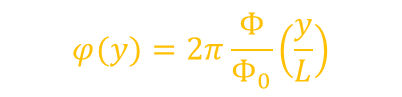 φ(y) = 2π Φ/Φ₀ (y/L)